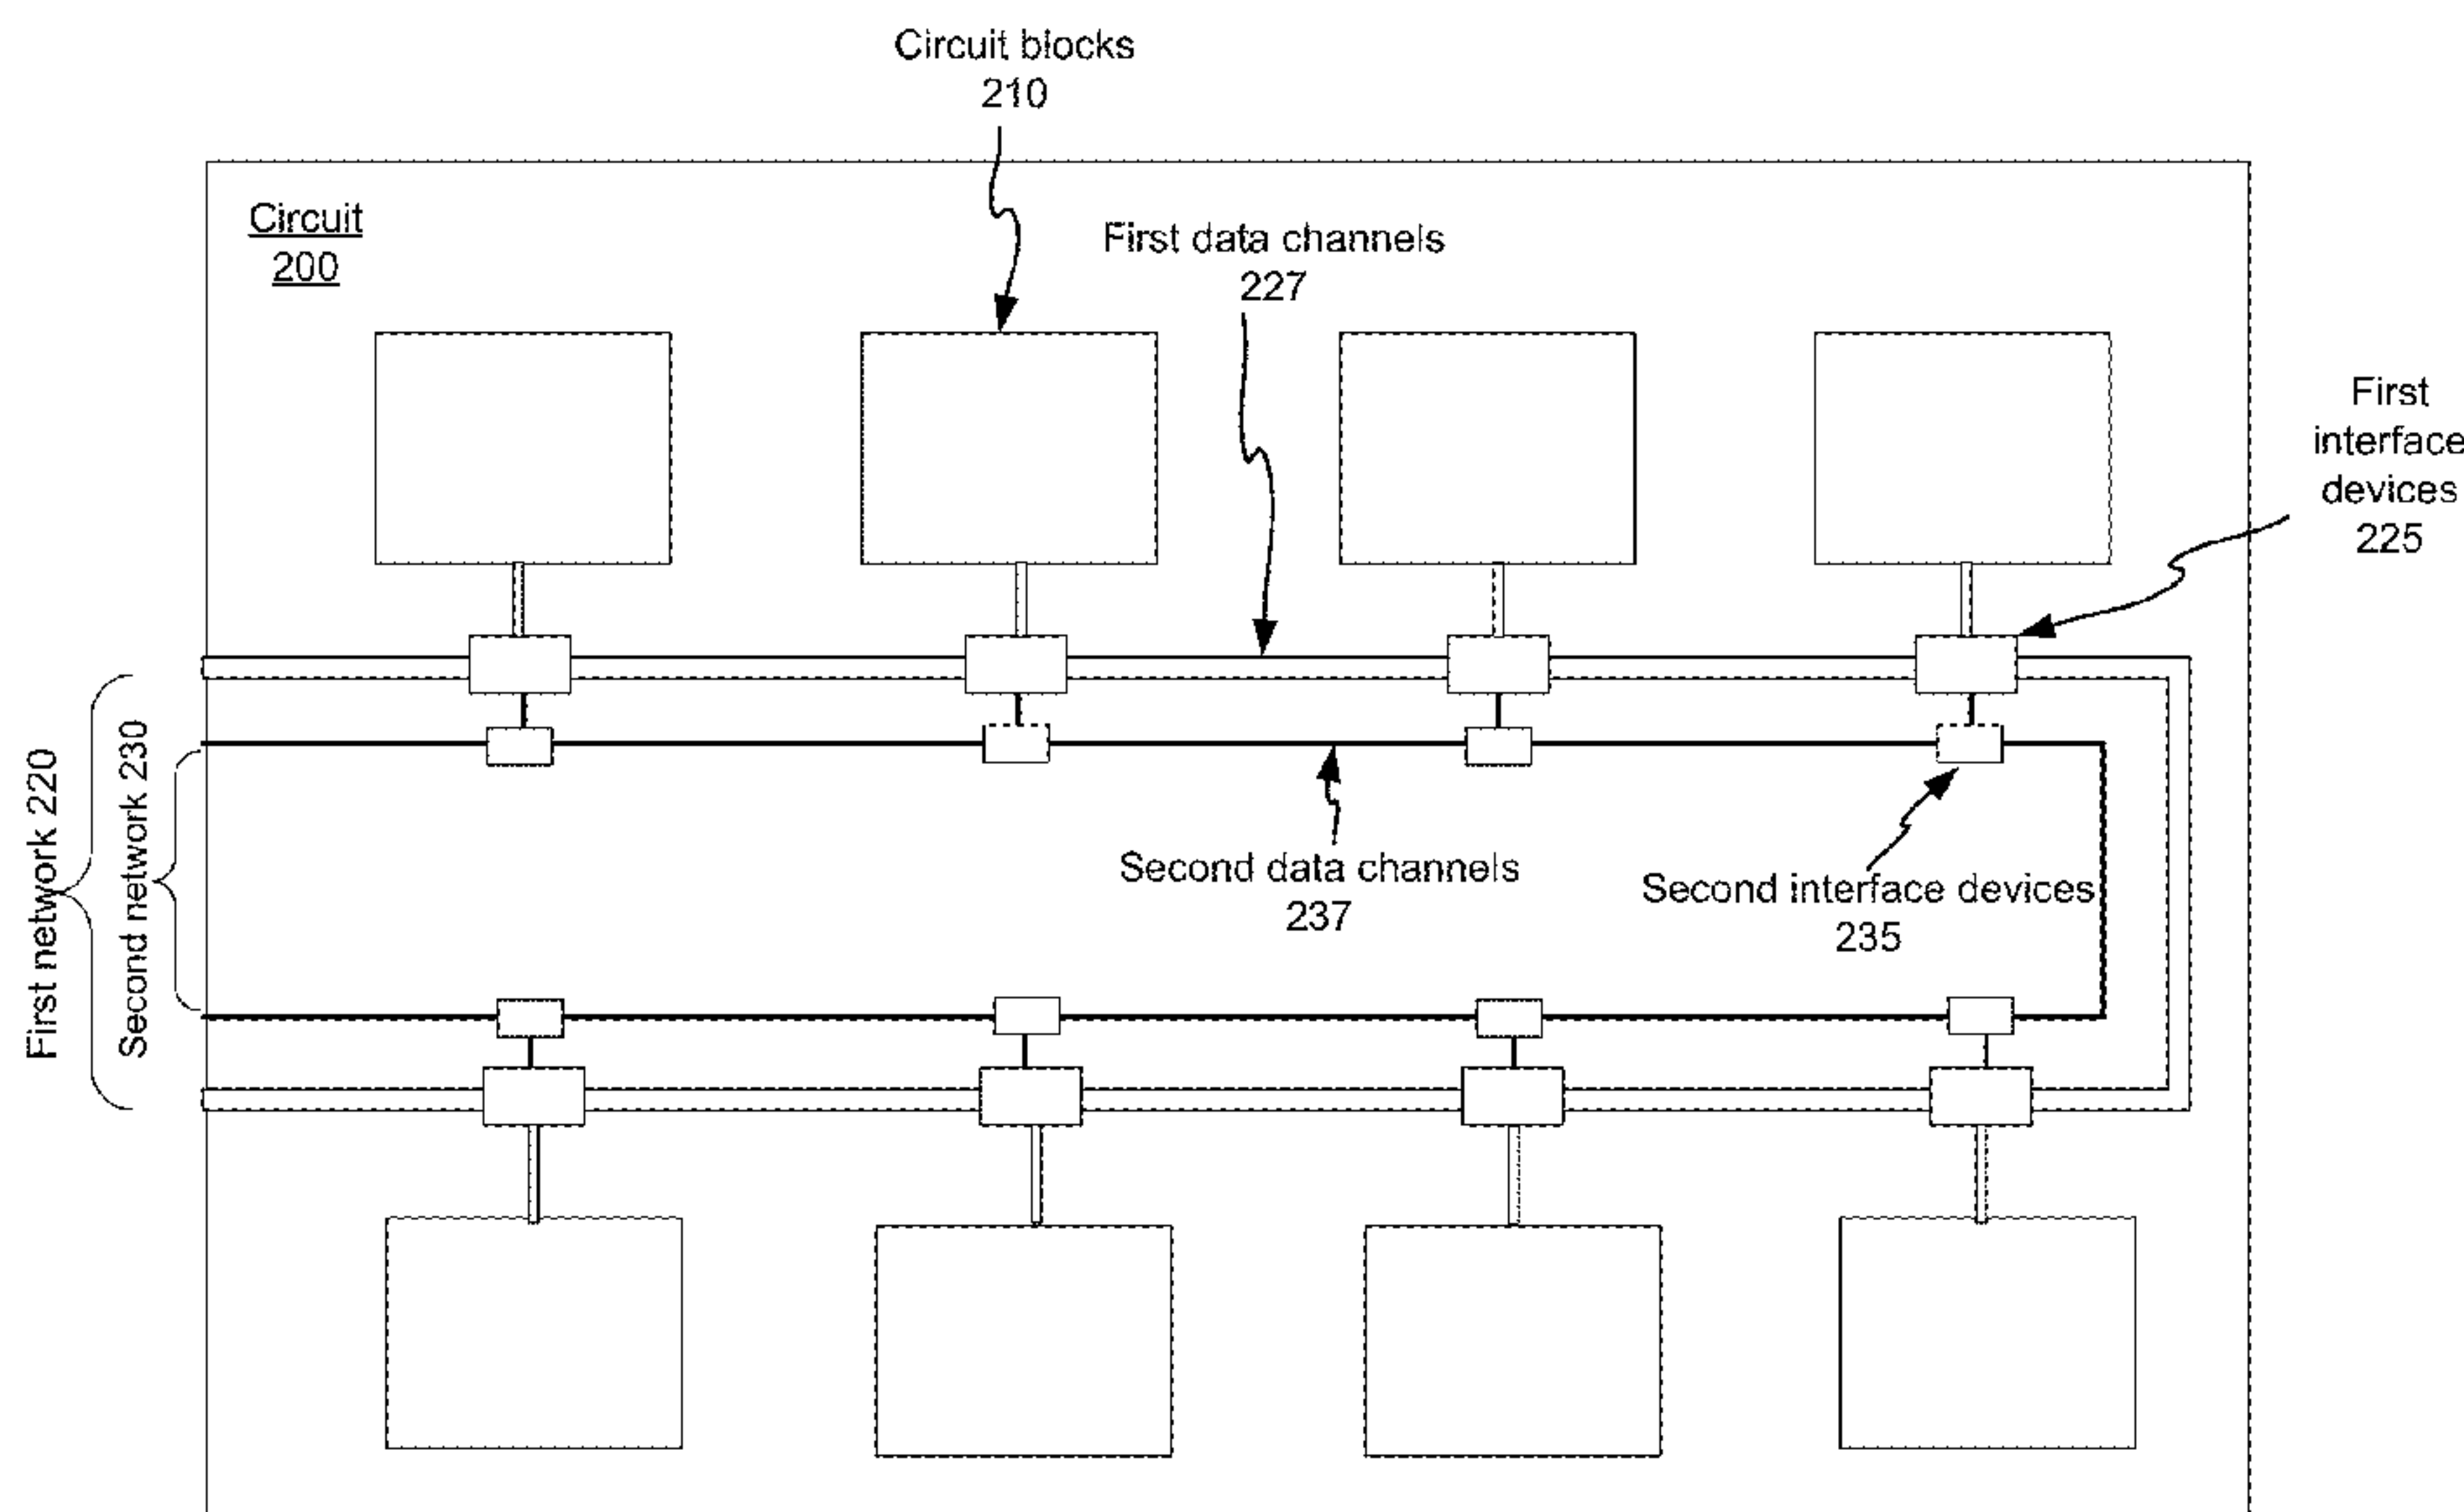 Circuit blocks
210
Circuit
200
First data channels
227
First
interface
devices
225
First network 220
Second network 230
Second data channels
237
Second interface devices
235